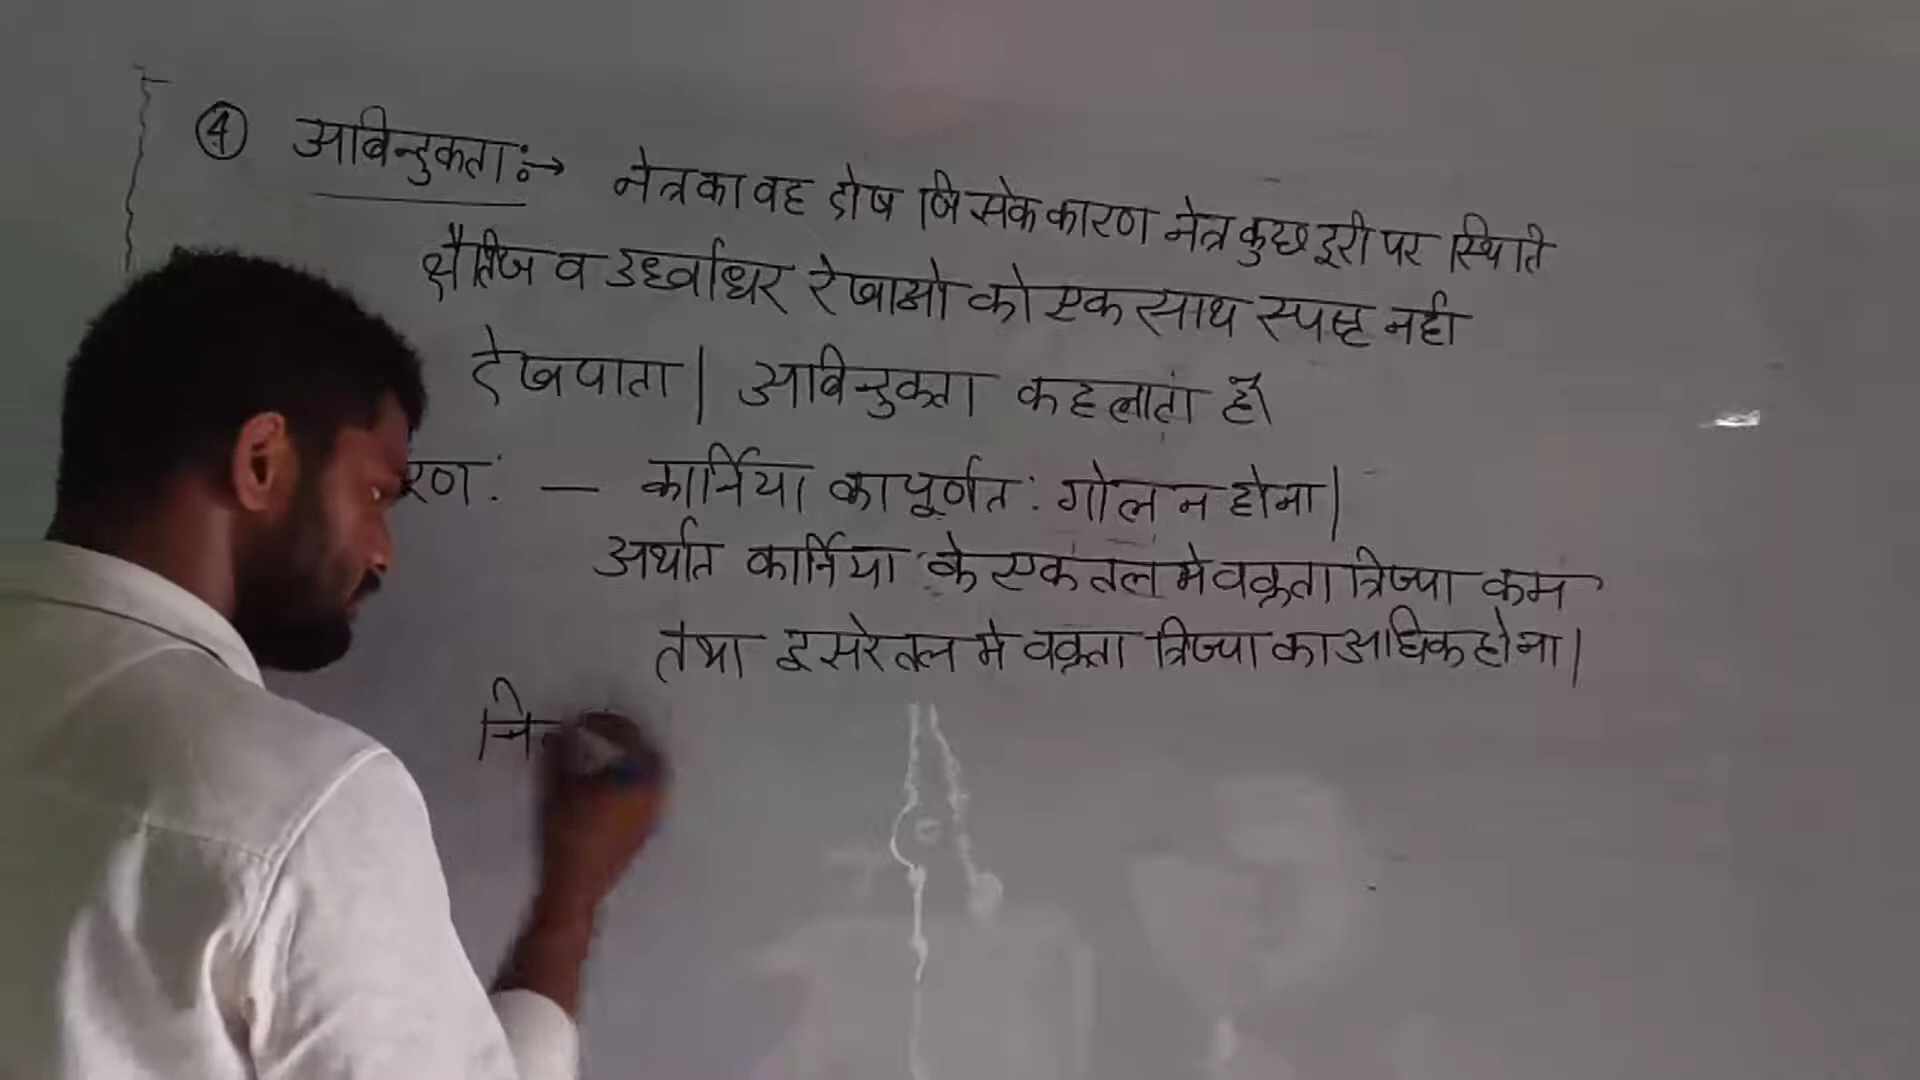 ④ अबिन्दुकता :→ नेत्र का वह दोष जिसके कारण नेत्र कुछ दूरी पर स्थिति
क्षैतिज व उर्ध्वाधर रेखाओ को एक साथ स्पष्ट नही
देख पाता | अबिन्दुकता कहलाता है
रण : — कार्निया का पूर्णत : गोल न होना |
अर्थात कार्निया के एक तल मे वक्रता त्रिज्या कम
तथा दूसरे तल मे वक्रता त्रिज्या का अधिक होना |
नि